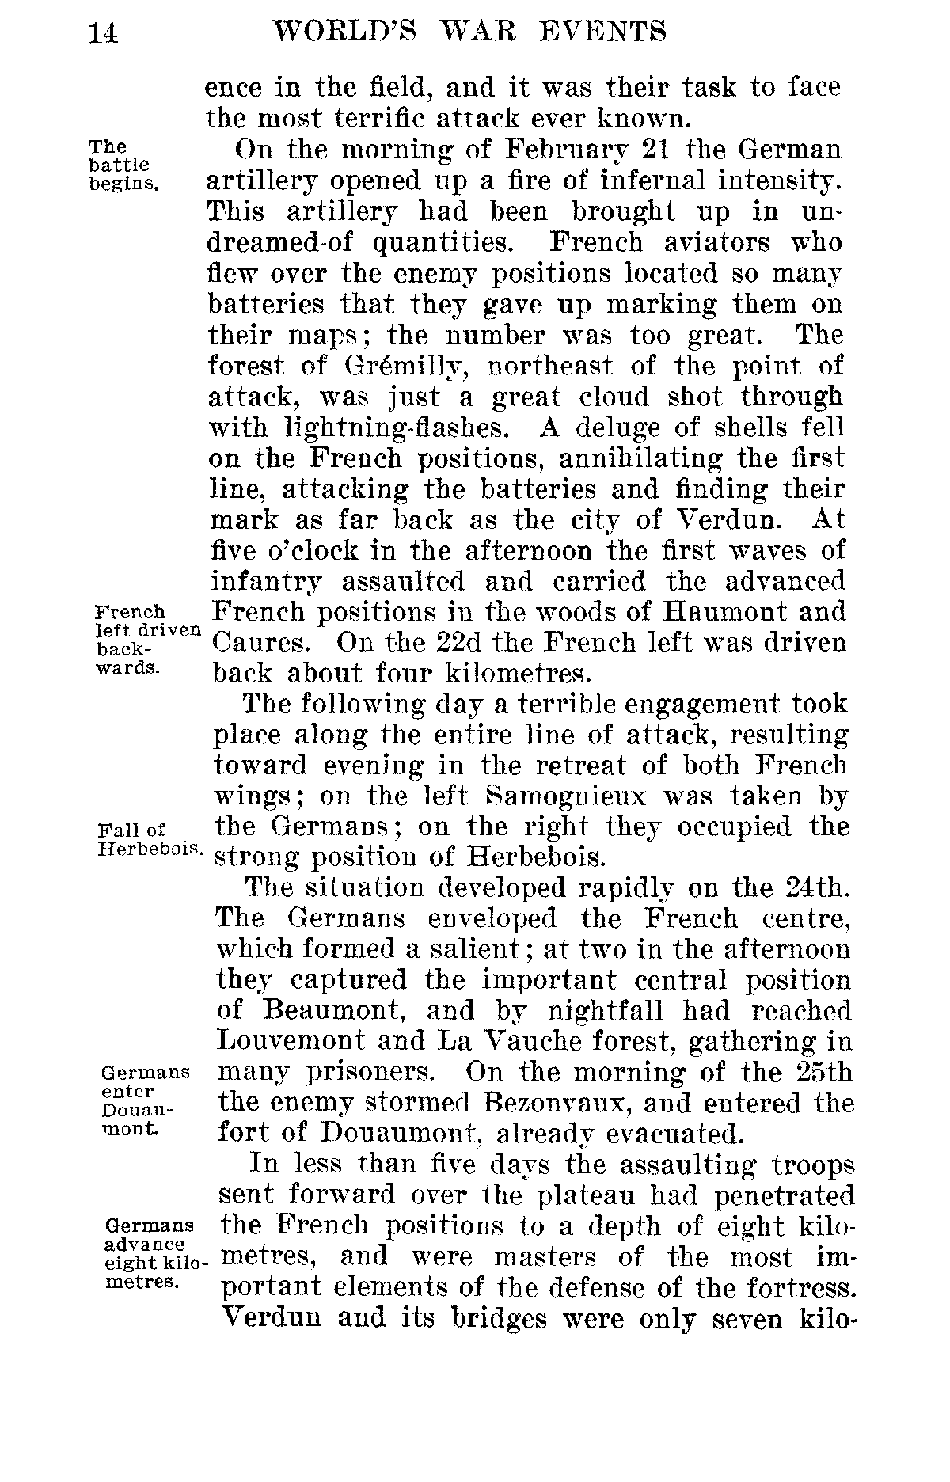 14 WORLD'S WAR EVENTS
ence in the field, and it was their task to face
the most terrific attack ever known.
The
battle
begins.
On the morning of February 21 the German
artillery opened up a fire of infernal intensity.
This artillery had been brought up in un-
dreamed-of quantities. French aviators who
flew over the enemy positions located so many
batteries that they gave up marking them on
their maps; the number was too great. The
forest of Grémilly, northeast of the point of
attack, was just a great cloud shot through
with lightning-flashes. A deluge of shells fell
on the French positions, annihilating the first
line, attacking the batteries and finding their
mark as far back as the city of Verdun. At
five o'clock in the afternoon the first waves of
infantry assaulted and carried the advanced
French
left driven
back-
wards.
French positions in the woods of Haumont and
Caures. On the 22d the French left was driven
back about four kilometres.
The following day a terrible engagement took
place along the entire line of attack, resulting
toward evening in the retreat of both French
wings; on the left Samognieux was taken by
Fall of
Herbebois.
the Germans; on the right they occupied the
strong position of Herbebois.
The situation developed rapidly on the 24th.
The Germans enveloped the French centre,
which formed a salient; at two in the afternoon
they captured the important central position
of Beaumont, and by nightfall had reached
Louvemont and La Vauche forest, gathering in
Germans
enter
Douau-
mont.
many prisoners. On the morning of the 25th
the enemy stormed Bezonvaux, and entered the
fort of Douaumont, already evacuated.
In less than five days the assaulting troops
sent forward over the plateau had penetrated
Germans
advance
eight kilo-
metres.
the French positions to a depth of eight kilo-
metres, and were masters of the most im-
portant elements of the defense of the fortress.
Verdun and its bridges were only seven kilo-